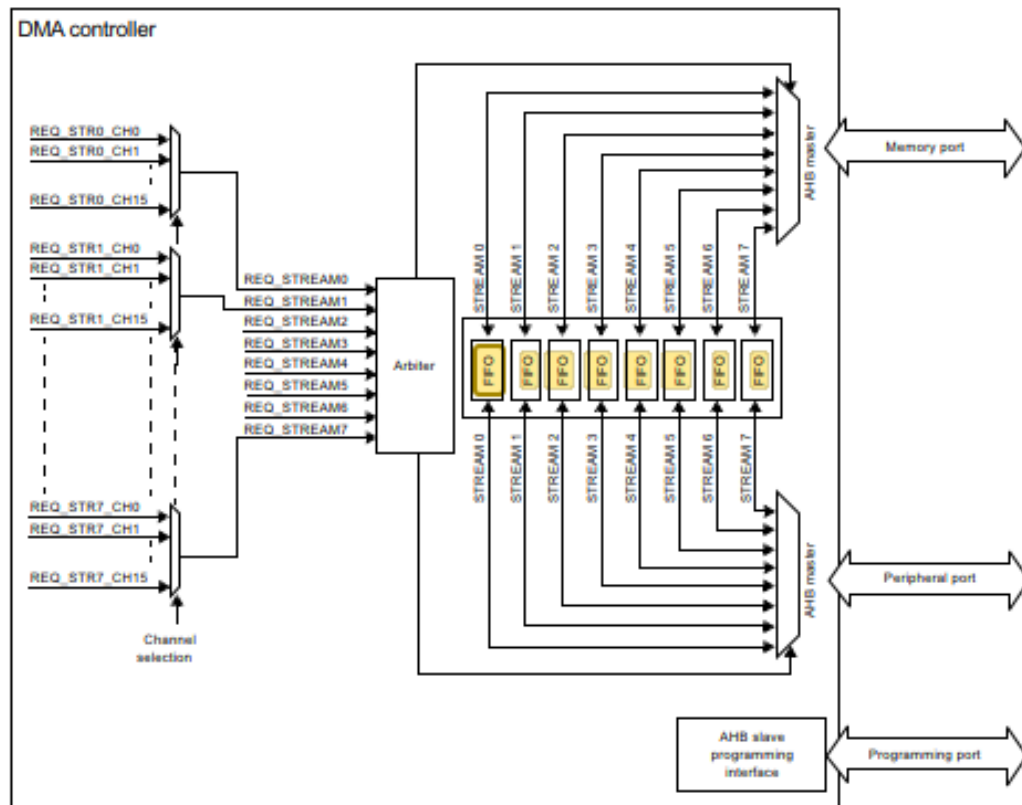 DMA controller
REQ_STR0_CH0
REQ_STR0_CH1
REQ_STR0_CH15
REQ_STR1_CH0
REQ_STR1_CH1
REQ_STR1_CH15
REQ_STR7_CH0
REQ_STR7_CH1
REQ_STR7_CH15
Channel
selection
REQ_STREAM0
REQ_STREAM1
REQ_STREAM2
REQ_STREAM3
REQ_STREAM4
REQ_STREAM5
REQ_STREAM6
REQ_STREAM7
Arbiter
STREAM 0
STREAM 1
STREAM 2
STREAM 3
STREAM 4
STREAM 5
STREAM 6
STREAM 7
FIFO
FIFO
FIFO
FIFO
FIFO
FIFO
FIFO
FIFO
STREAM 0
STREAM 1
STREAM 2
STREAM 3
STREAM 4
STREAM 5
STREAM 6
STREAM 7
AHB master
Memory port
AHB master
Peripheral port
AHB slave
programming
interface
Programming port